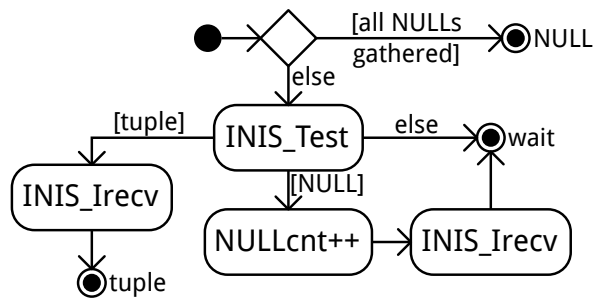 [all NULLs
gathered]
NULL
else
[tuple]
INIS_Test
else
wait
INIS_Irecv
[NULL]
NULLcnt++
INIS_Irecv
tuple